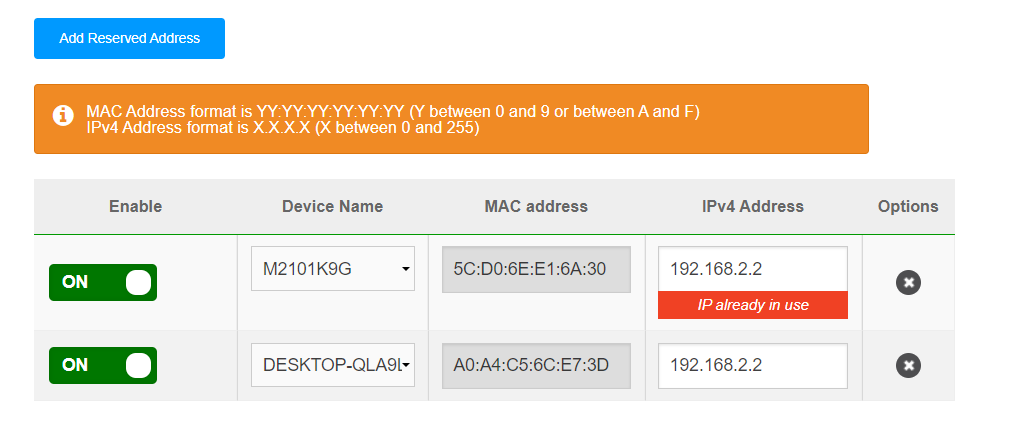 Add Reserved Address
MAC Address format is YY:YY:YY:YY:YY:YY (Y between 0 and 9 or between A and F)
IPv4 Address format is X.X.X.X (X between 0 and 255)
Enable Device Name MAC address IPv4 Address Options
ON M2101K9G 5C:D0:6E:E1:6A:30 192.168.2.2
IP already in use
ON DESKTOP-QLA9 A0:A4:C5:6C:E7:3D 192.168.2.2